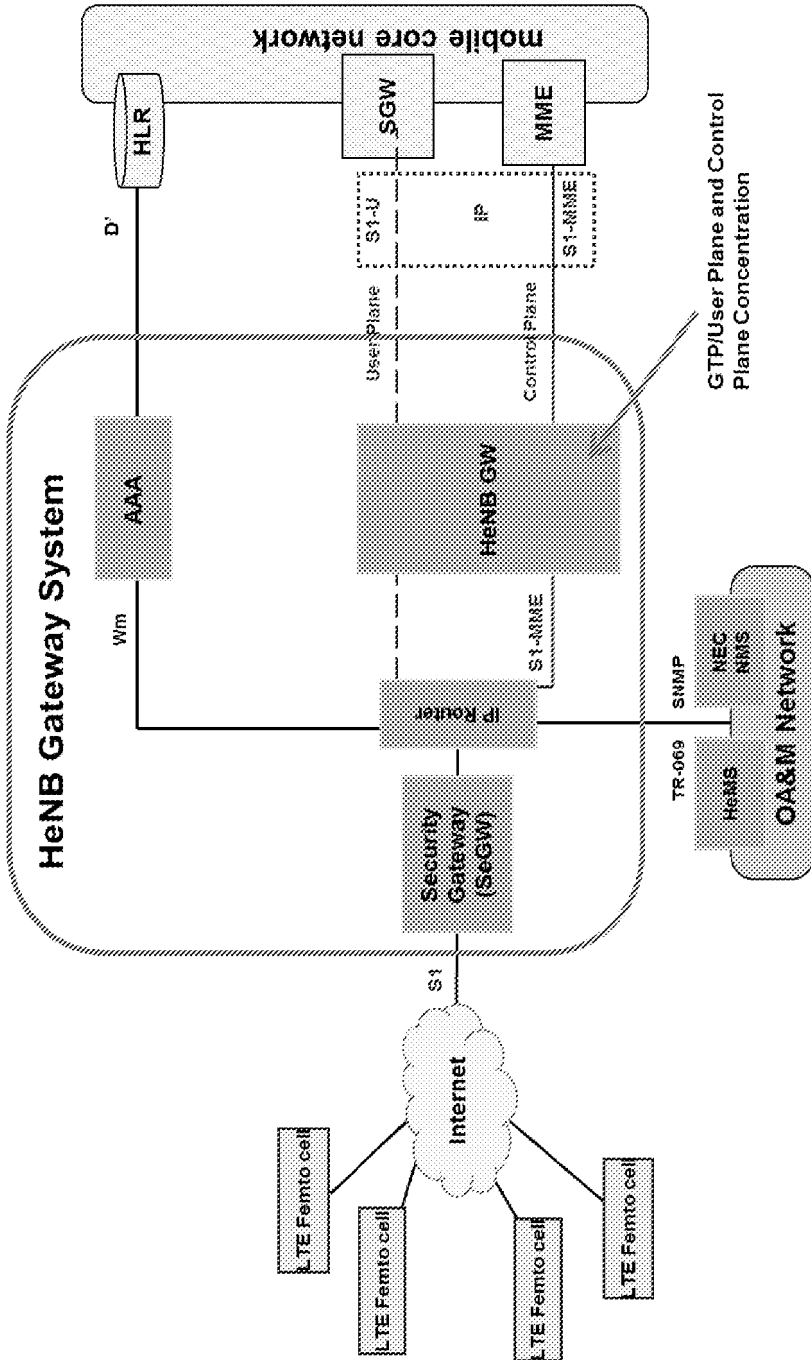 HeNB Gateway System
LTE Femto cell
LTE Femto cell
LTE Femto cell
LTE Femto cell
Internet
S1
Security
Gateway
(SeGW)
IP Router
Wm
AAA
D'
HLR
S1-MME
HeNB GW
User Plane
Control Plane
S1-U
IP
S1-MME
SGW
MME
mobile core network
GTP/User Plane and Control
Plane Concentration
TR-069
SNMP
HeMS
NEC
NMS
OA&M Network